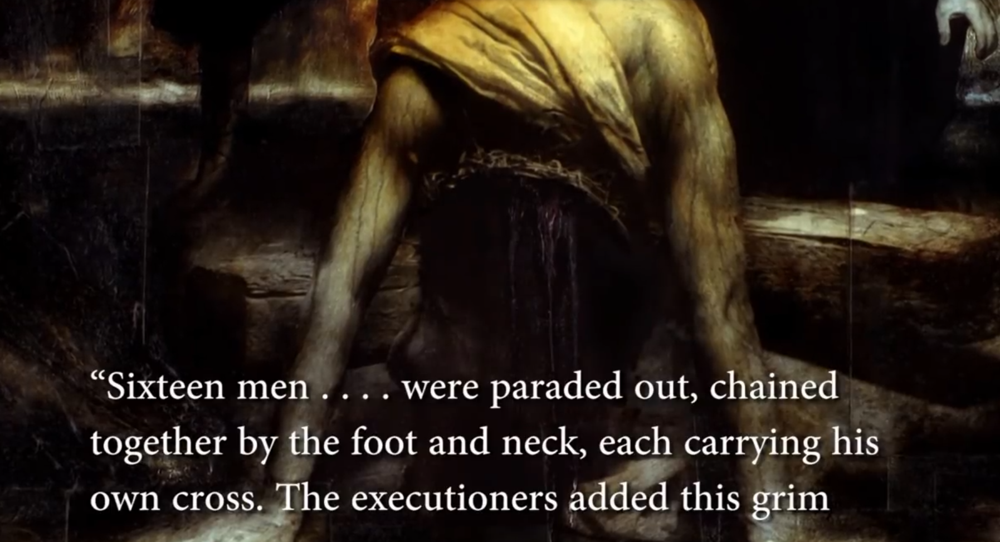 “Sixteen men . . . . were paraded out, chained
together by the foot and neck, each carrying his
own cross. The executioners added this grim